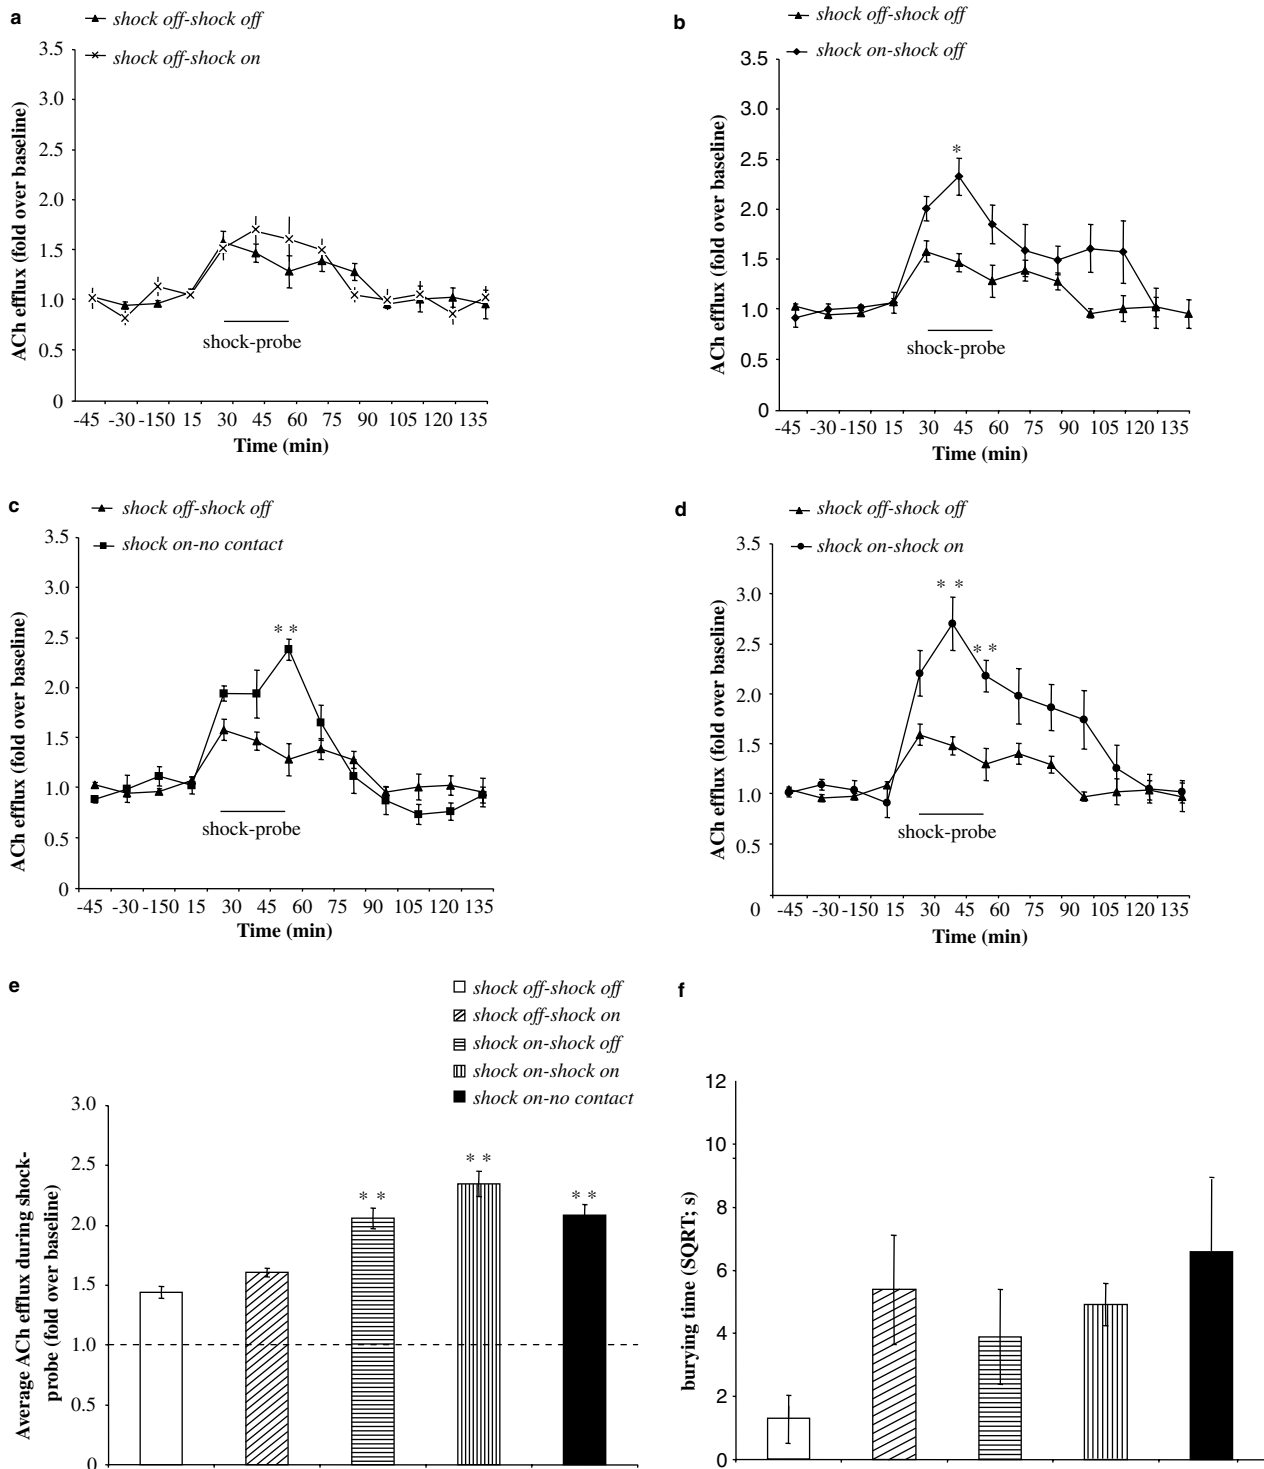 a
shock off-shock off
shock off-shock on
3.5
3.0
2.5
2.0
1.5
1.0
0.5
0
ACh efflux (fold over baseline)
shock-probe
-45 -30 -150 15 30 45 60 75 90 105 120 135
Time (min)
b
shock off-shock off
shock on-shock off
3.5
3.0
2.5
2.0
1.5
1.0
0.5
0
ACh efflux (fold over baseline)
*
shock-probe
-45 -30 -150 15 30 45 60 75 90 105 120 135
Time (min)
c
shock off-shock off
shock on-no contact
3.5
3.0
2.5
2.0
1.5
1.0
0.5
0
ACh efflux (fold over baseline)
* *
shock-probe
-45 -30 -150 15 30 45 60 75 90 105 120 135
Time (min)
d
shock off-shock off
shock on-shock on
3.5
3.0
2.5
2.0
1.5
1.0
0.5
0
ACh efflux (fold over baseline)
* *
* *
shock-probe
-45 -30 -150 15 30 45 60 75 90 105 120 135
Time (min)
e
shock off-shock off
shock off-shock on
shock on-shock off
shock on-shock on
shock on-no contact
3.0
2.5
2.0
1.5
1.0
0.5
0
Average ACh efflux during shock-
probe (fold over baseline)
* *
* *
* *
f
12
10
8
6
4
2
0
burying time (SQRT; s)